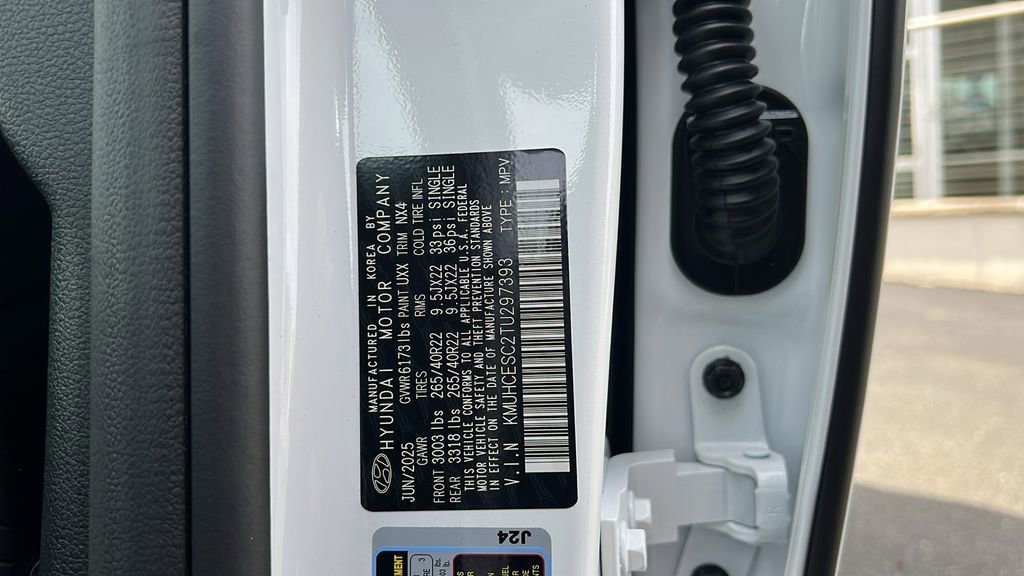 MANUFACTURED IN KOREA BY
HYUNDAI MOTOR COMPANY
JUN/2025 GVWR6173lbs PAINT UXX TRIM NX4
GAWR TIRES RIMS COLD TIRE INFL
FRONT 3003 lbs 265/40R22 9.5JX22 33psi SINGLE
REAR 3318 lbs 265/40R22 9.5JX22 36psi SINGLE
THIS VEHICLE CONFORMS TO ALL APPLICABLE U.S.A. FEDERAL
MOTOR VEHICLE SAFETY AND THEFT PREVENTION STANDARDS
IN EFFECT ON THE DATE OF MANUFACTURE SHOWN ABOVE
VIN KMUHCESC2TU297393 TYPE: MPV
J24